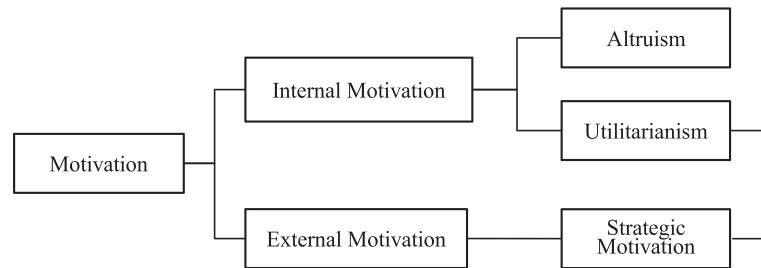 Altruism
Internal Motivation
Utilitarianism
Motivation
External Motivation
Strategic
Motivation